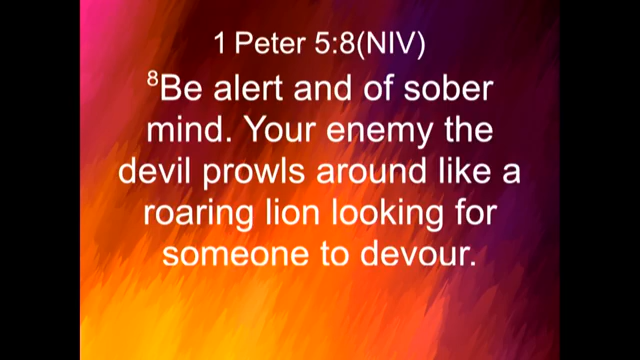 1 Peter 5:8(NIV)
⁸Be alert and of sober
mind. Your enemy the
devil prowls around like a
roaring lion looking for
someone to devour.